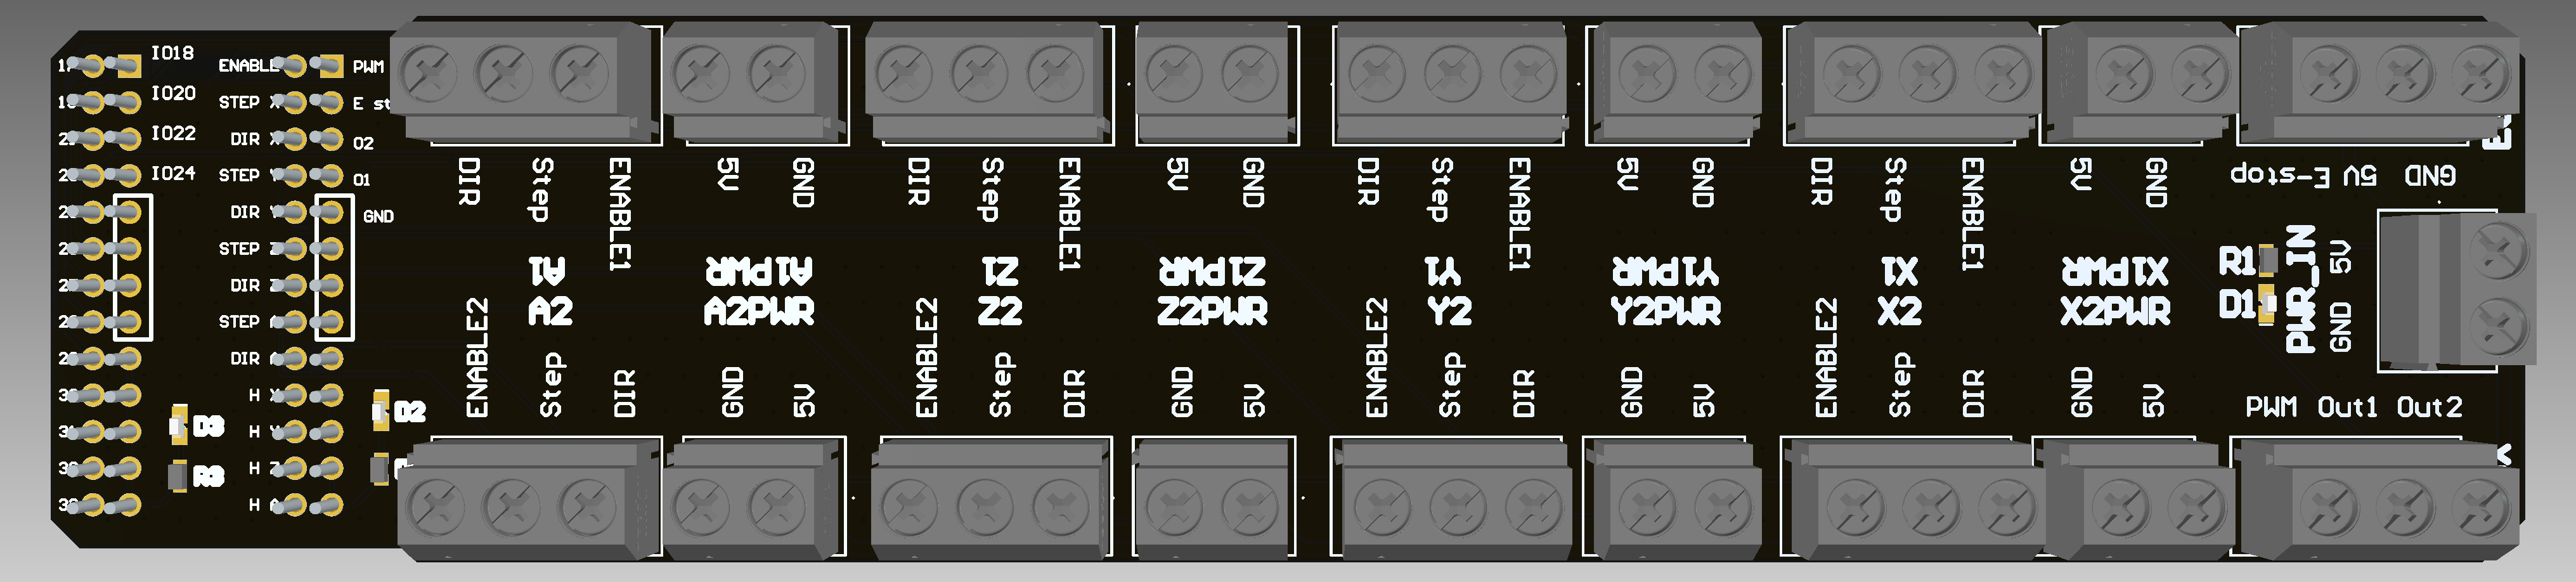 IO18
ENABLE PWM
IO20
STEP E st
IO22
DIR O2
IO24
STEP O1
DIR GND
STEP
DIR
STEP
DIR
H
H
H
H
D3
R3
D2
DIR Step ENABLE1
5V GND
DIR Step ENABLE1
5V GND
DIR Step ENABLE1
5V GND
DIR Step ENABLE1
5V GND
E-stop 5V GND
A1 A1PWR Z1 Z1PWR Y1 Y1PWR X1 X1PWR
A2 A2PWR Z2 Z2PWR Y2 Y2PWR X2 X2PWR
R1
D1
PWR_IN
GND 5V
ENABLE2 Step DIR
GND 5V
ENABLE2 Step DIR
GND 5V
ENABLE2 Step DIR
GND 5V
ENABLE2 Step DIR
GND 5V
PWM Out1 Out2